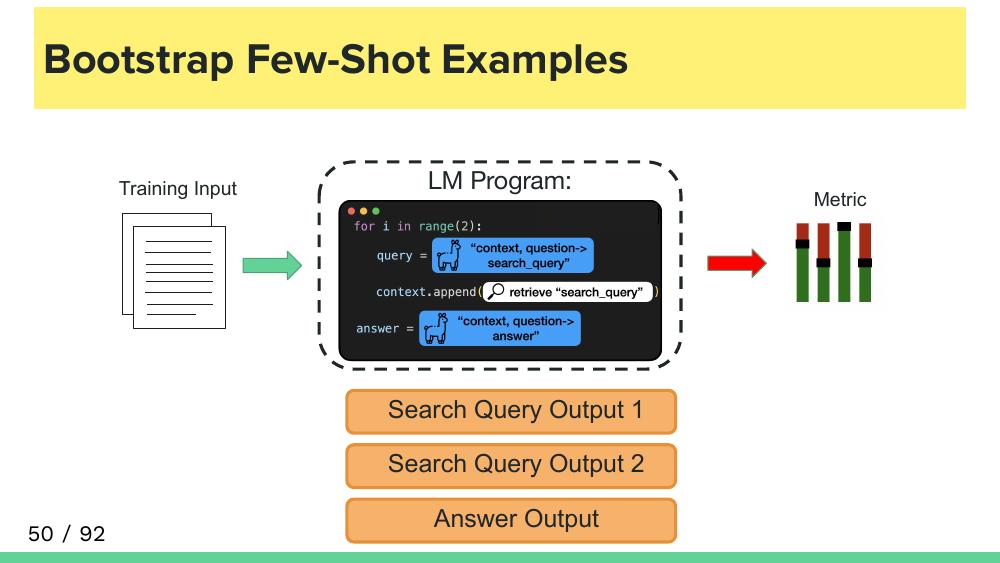 Bootstrap Few-Shot Examples
Training Input
LM Program:
for i in range(2):
query = “context, question->
search_query”
context.append( retrieve “search_query” )
answer = “context, question->
answer”
Metric
Search Query Output 1
Search Query Output 2
Answer Output
50 / 92